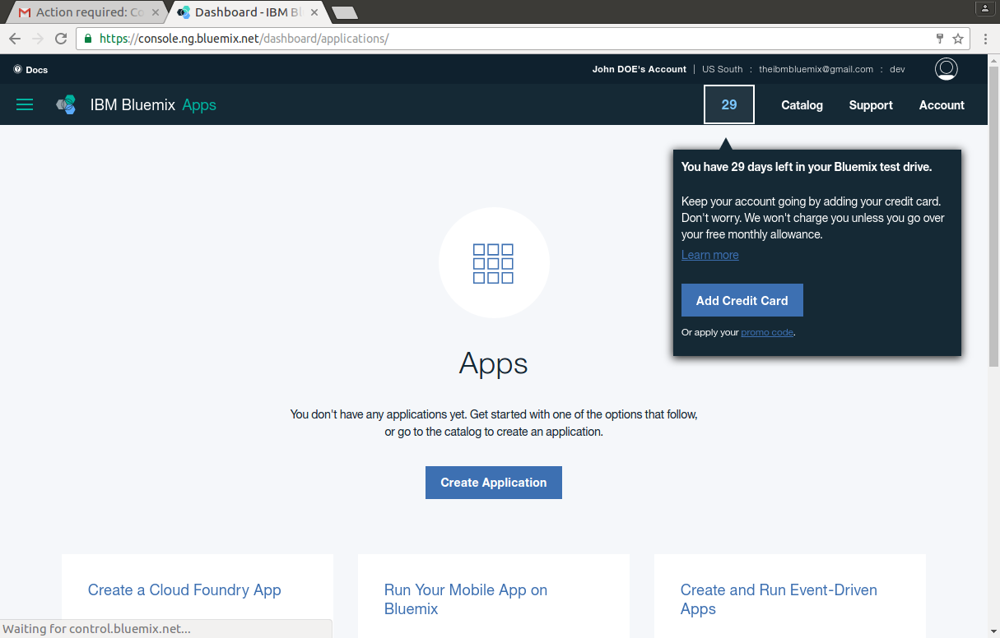 Action required: Co
Dashboard - IBM Bl
https://console.ng.bluemix.net/dashboard/applications/
Docs
John DOE's Account | US South : theibmbluemix@gmail.com : dev
IBM Bluemix Apps
29
Catalog
Support
Account
You have 29 days left in your Bluemix test drive.
Keep your account going by adding your credit card.
Don't worry. We won't charge you unless you go over
your free monthly allowance.
Learn more
Add Credit Card
Or apply your promo code.
Apps
You don't have any applications yet. Get started with one of the options that follow,
or go to the catalog to create an application.
Create Application
Create a Cloud Foundry App
Run Your Mobile App on
Bluemix
Create and Run Event-Driven
Apps
Waiting for control.bluemix.net...